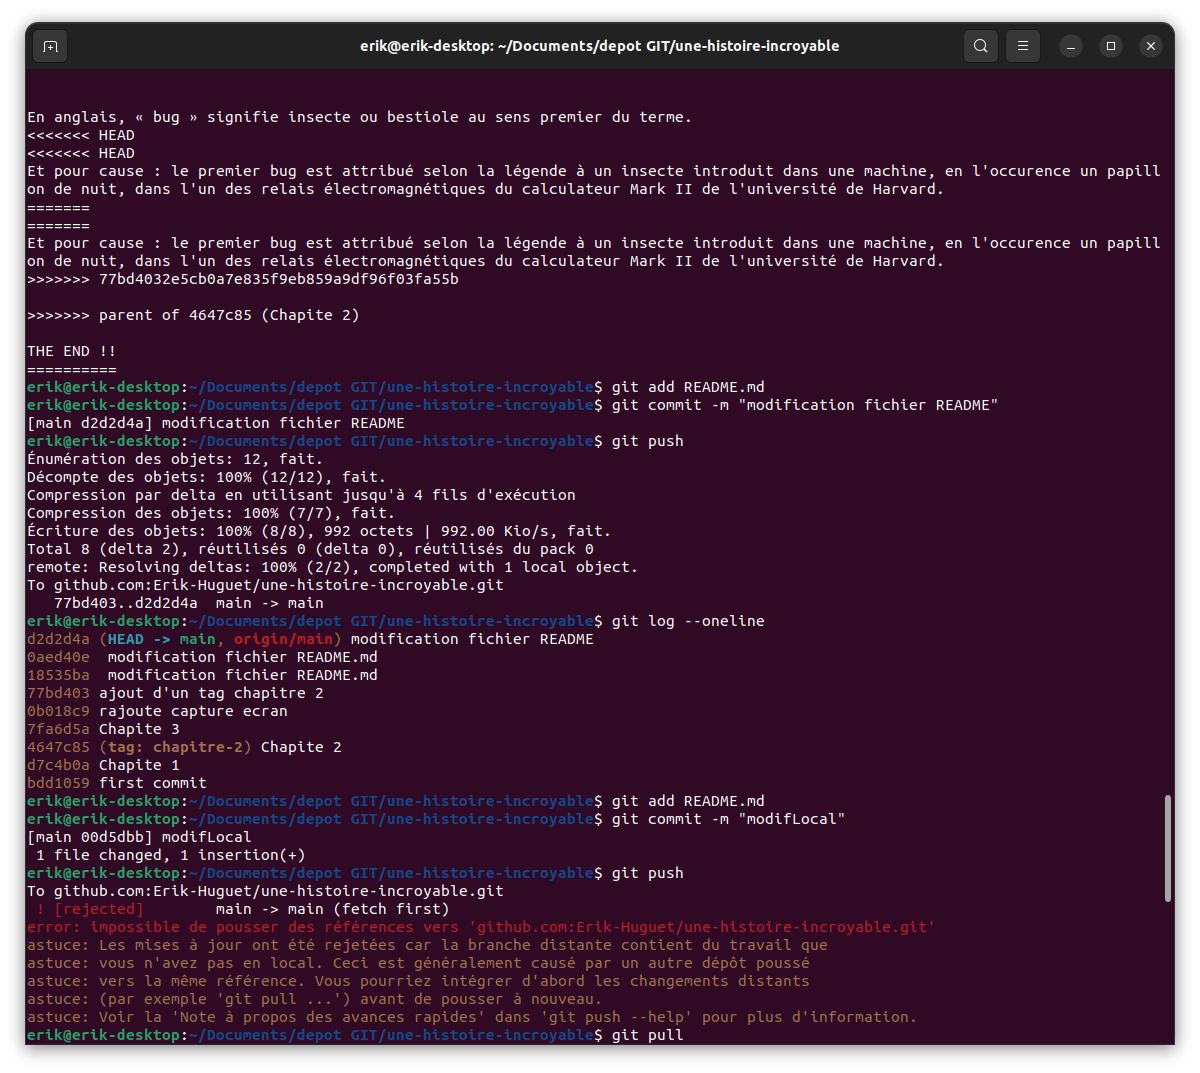 erik@erik-desktop: ~/Documents/depot GIT/une-histoire-incroyable
En anglais, « bug » signifie insecte ou bestiole au sens premier du terme.
<<<<<<< HEAD
<<<<<<< HEAD
Et pour cause : le premier bug est attribué selon la légende à un insecte introduit dans une machine, en l'occurence un papill
on de nuit, dans l'un des relais électromagnétiques du calculateur Mark II de l'université de Harvard.
=======
=======
Et pour cause : le premier bug est attribué selon la légende à un insecte introduit dans une machine, en l'occurence un papill
on de nuit, dans l'un des relais électromagnétiques du calculateur Mark II de l'université de Harvard.
>>>>>>> 77bd4032e5cb0a7e835f9eb859a9df96f03fa55b
>>>>>>> parent of 4647c85 (Chapite 2)
THE END !!
==========
erik@erik-desktop:~/Documents/depot GIT/une-histoire-incroyable$ git add README.md
erik@erik-desktop:~/Documents/depot GIT/une-histoire-incroyable$ git commit -m "modification fichier README"
[main d2d2d4a] modification fichier README
erik@erik-desktop:~/Documents/depot GIT/une-histoire-incroyable$ git push
Énumération des objets: 12, fait.
Décompte des objets: 100% (12/12), fait.
Compression par delta en utilisant jusqu'à 4 fils d'exécution
Compression des objets: 100% (7/7), fait.
Écriture des objets: 100% (8/8), 992 octets | 992.00 Kio/s, fait.
Total 8 (delta 2), réutilisés 0 (delta 0), réutilisés du pack 0
remote: Resolving deltas: 100% (2/2), completed with 1 local object.
To github.com:Erik-Huguet/une-histoire-incroyable.git
   77bd403..d2d2d4a  main -> main
erik@erik-desktop:~/Documents/depot GIT/une-histoire-incroyable$ git log --oneline
d2d2d4a (HEAD -> main, origin/main) modification fichier README
0aed40e  modification fichier README.md
18535ba  modification fichier README.md
77bd403 ajout d'un tag chapitre 2
0b018c9 rajoute capture ecran
7fa6d5a Chapite 3
4647c85 (tag: chapitre-2) Chapite 2
d7c4b0a Chapite 1
bdd1059 first commit
erik@erik-desktop:~/Documents/depot GIT/une-histoire-incroyable$ git add README.md
erik@erik-desktop:~/Documents/depot GIT/une-histoire-incroyable$ git commit -m "modifLocal"
[main 00d5dbb] modifLocal
 1 file changed, 1 insertion(+)
erik@erik-desktop:~/Documents/depot GIT/une-histoire-incroyable$ git push
To github.com:Erik-Huguet/une-histoire-incroyable.git
 ! [rejected]        main -> main (fetch first)
error: impossible de pousser des références vers 'github.com:Erik-Huguet/une-histoire-incroyable.git'
astuce: Les mises à jour ont été rejetées car la branche distante contient du travail que
astuce: vous n'avez pas en local. Ceci est généralement causé par un autre dépôt poussé
astuce: vers la même référence. Vous pourriez intégrer d'abord les changements distants
astuce: (par exemple 'git pull ...') avant de pousser à nouveau.
astuce: Voir la 'Note à propos des avances rapides' dans 'git push --help' pour plus d'information.
erik@erik-desktop:~/Documents/depot GIT/une-histoire-incroyable$ git pull